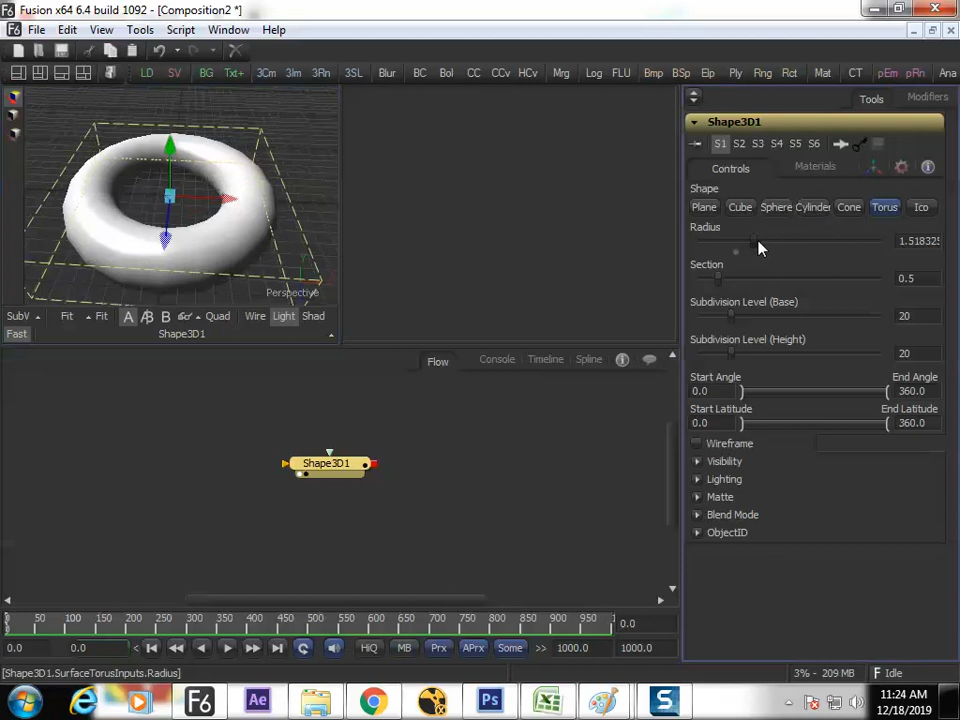 Fusion x64 6.4 build 1092 - [Composition2 *]
File Edit View Tools Script Window Help
LD SV BG Txt+ 3Cm 3Im 3Rn 3SL Blur BC Bol CC CCv HCv Mrg Log FLU Bmp BSp Elp Ply Rng Rct Mat CT pEm pRn Ana
Tools Modifiers
Shape3D1
S1 S2 S3 S4 S5 S6
Controls Materials
Shape
Plane Cube Sphere Cylinder Cone Torus Ico
Radius
1.518325
Section
0.5
Subdivision Level (Base)
20
Subdivision Level (Height)
20
Start Angle End Angle
0.0 360.0
Start Latitude End Latitude
0.0 360.0
Wireframe
Visibility
Lighting
Matte
Blend Mode
ObjectID
Perspective
SubV Fit Fit A B B Quad Wire Light Shad
Fast Shape3D1
Flow Console Timeline Spline
Shape3D1
0 50 100 150 200 250 300 350 400 450 500 550 600 650 700 750 800 850 900 950 0.0
0.0 0.0 < HiQ MB Prx APrx Some >> 1000.0 1000.0
[Shape3D1.SurfaceTorusInputs.Radius] 3% - 209 MB Idle
11:24 AM
12/18/2019